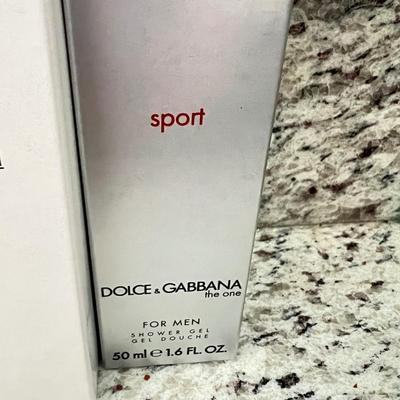 sport
DOLCE & GABBANA
the one
FOR MEN
SHOWER GEL
GEL DOUCHE
50 ml e 1.6 FL. OZ.